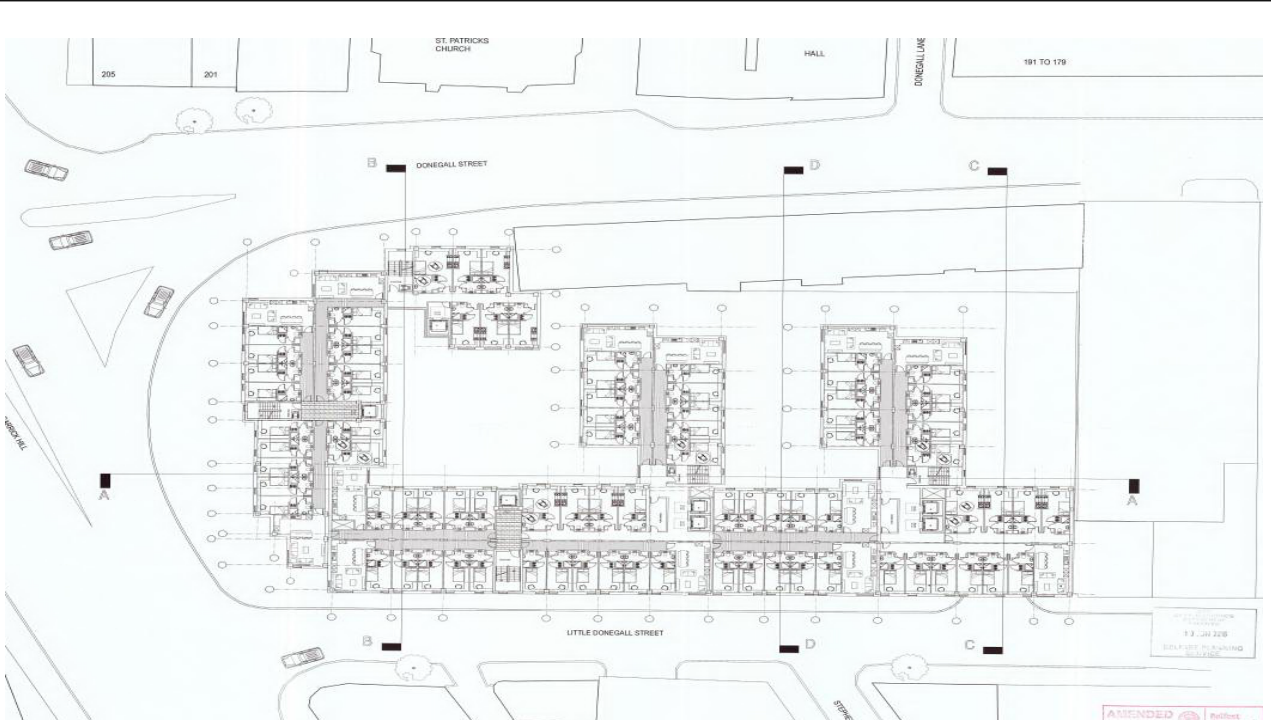 ST. PATRICKS
CHURCH
HALL
DONEGALL LANE
191 TO 179
205
201
B
DONEGALL STREET
D
C
A
A
B
LITTLE DONEGALL STREET
D
C
BELFAST PLANNING
SERVICE
AMENDED
Belfast